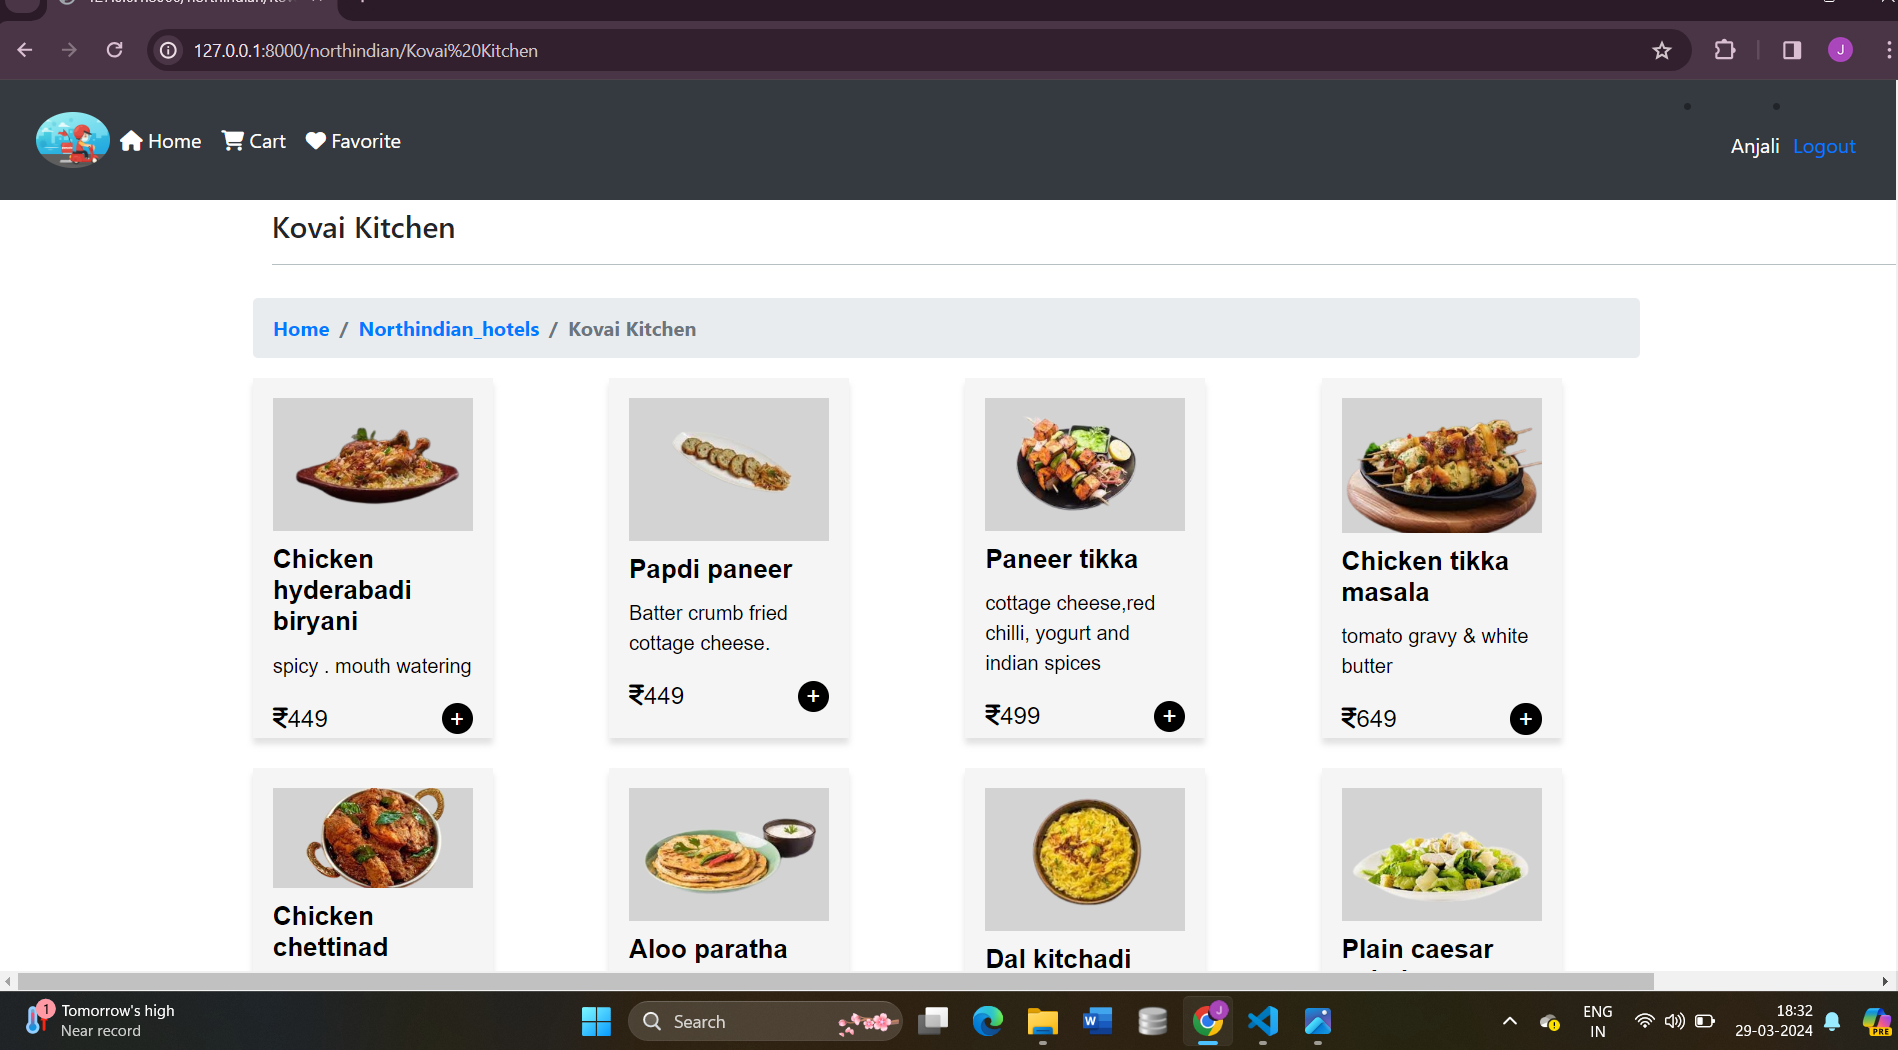 127.0.0.1:8000/northindian/Kovai%20Kitchen
J
Home Cart Favorite
Anjali Logout
Kovai Kitchen
Home / Northindian_hotels / Kovai Kitchen
Chicken
hyderabadi
biryani
spicy . mouth watering
₹449
+
Papdi paneer
Batter crumb fried
cottage cheese.
₹449
+
Paneer tikka
cottage cheese,red
chilli, yogurt and
indian spices
₹499
+
Chicken tikka
masala
tomato gravy & white
butter
₹649
+
Chicken
chettinad
Aloo paratha
Dal kitchadi
Plain caesar
1
Tomorrow's high
Near record
Search
W
J
ENG
IN
18:32
29-03-2024
PRE